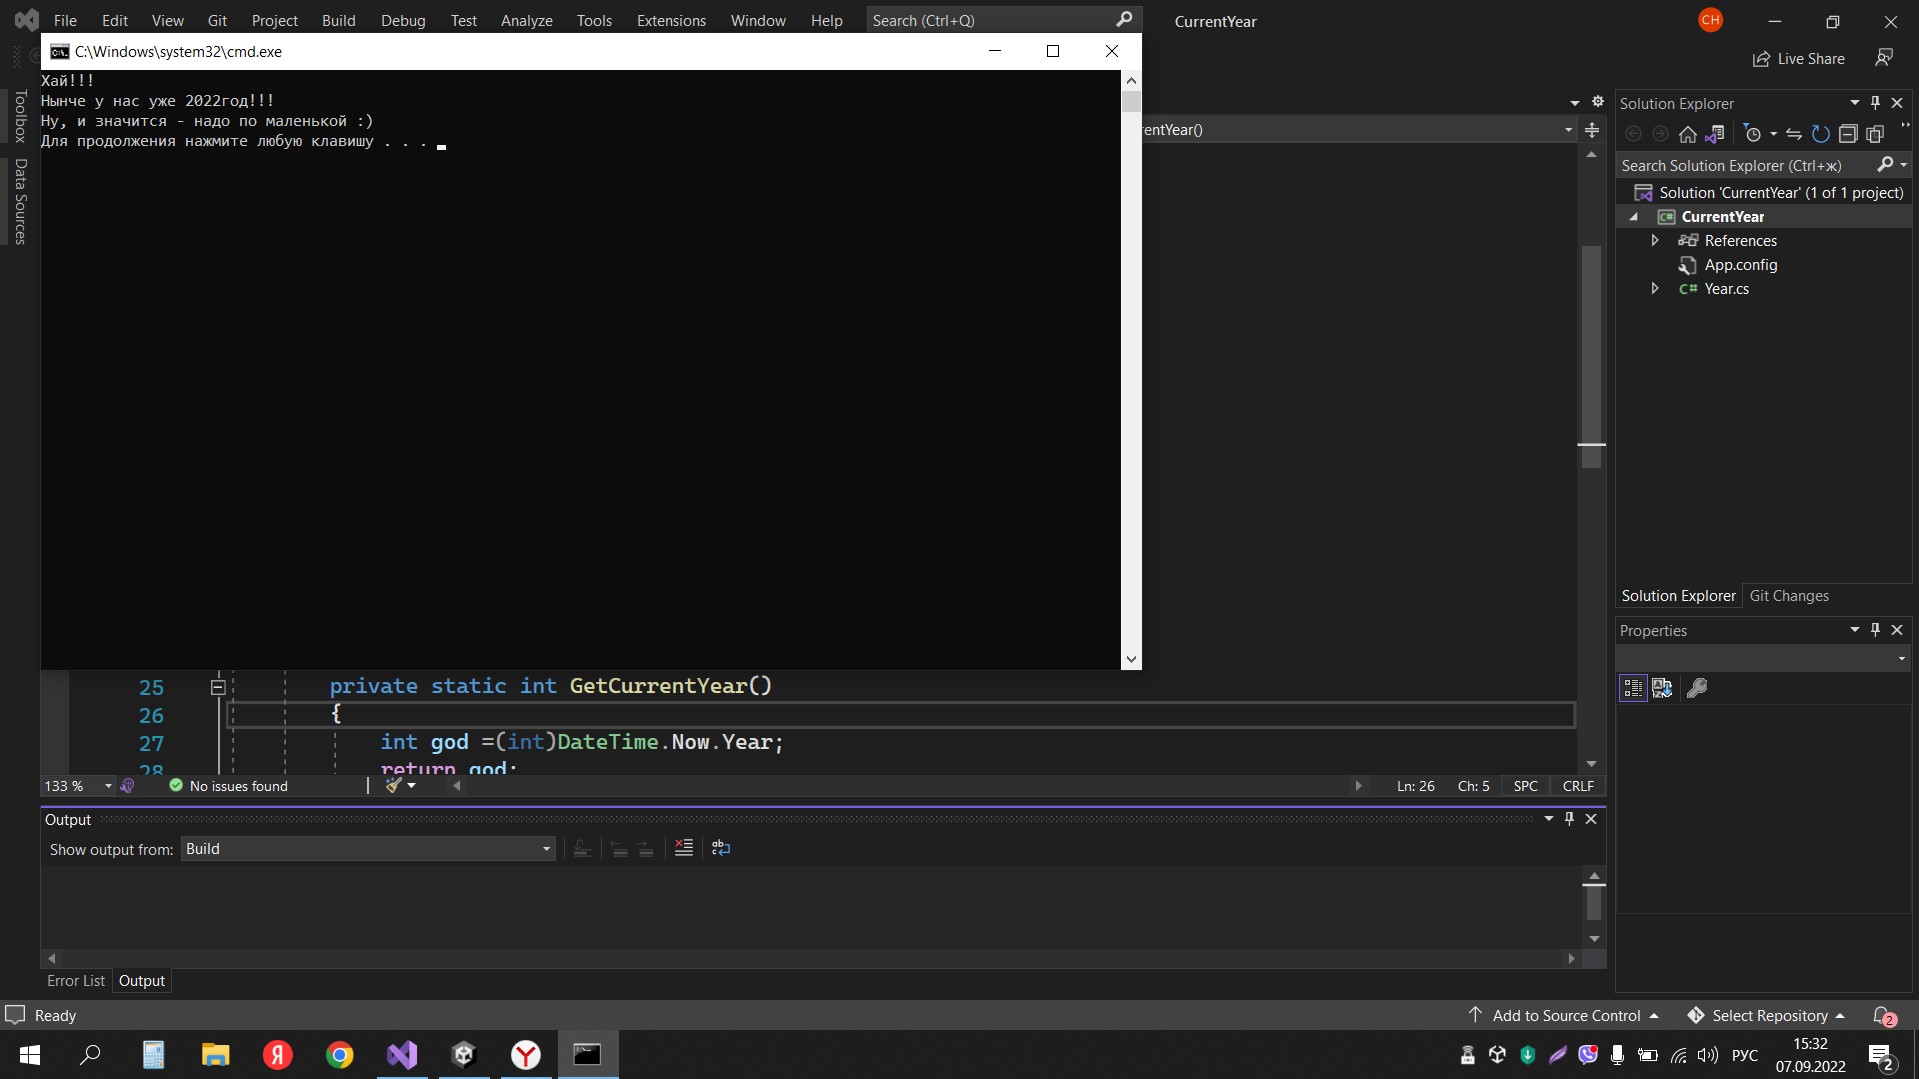 File Edit View Git Project Build Debug Test Analyze Tools Extensions Window Help Search (Ctrl+Q) CurrentYear CH
Live Share
C:\Windows\system32\cmd.exe
Хай!!!
Нынче у нас уже 2022год!!!
Ну, и значится - надо по маленькой :)
Для продолжения нажмите любую клавишу . . .
Toolbox
Data Sources
entYear()
Solution Explorer
Search Solution Explorer (Ctrl+ж)
Solution 'CurrentYear' (1 of 1 project)
C# CurrentYear
References
App.config
C# Year.cs
Solution Explorer Git Changes
Properties
25 private static int GetCurrentYear()
26 {
27 int god =(int)DateTime.Now.Year;
28 return god;
133 % No issues found Ln: 26 Ch: 5 SPC CRLF
Output
Show output from: Build
Error List Output
Ready Add to Source Control Select Repository 2
РУС 15:32
07.09.2022 2